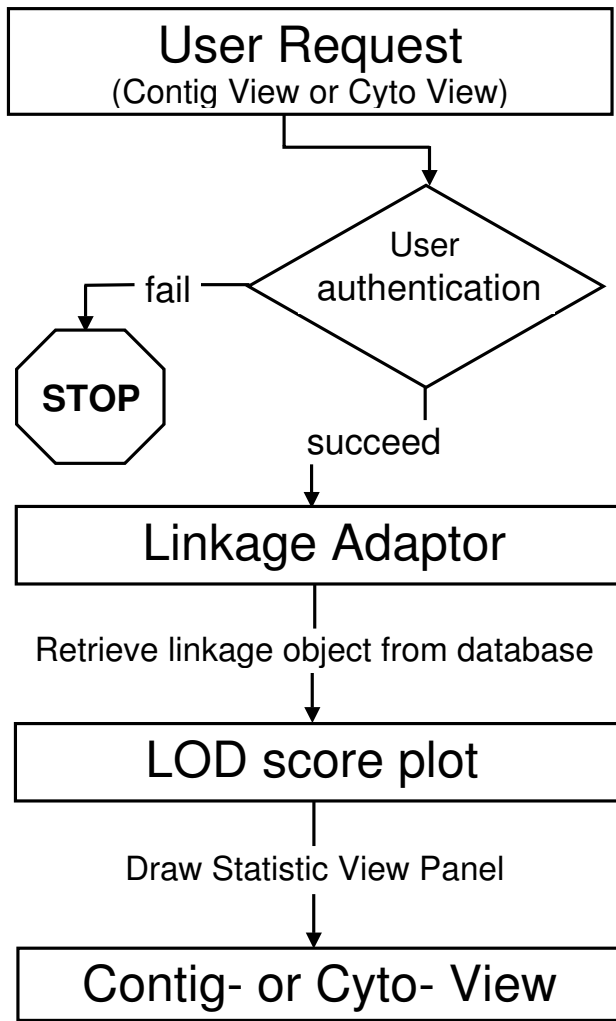 User Request
(Contig View or Cyto View)
User
authentication
fail
STOP
succeed
Linkage Adaptor
Retrieve linkage object from database
LOD score plot
Draw Statistic View Panel
Contig- or Cyto- View